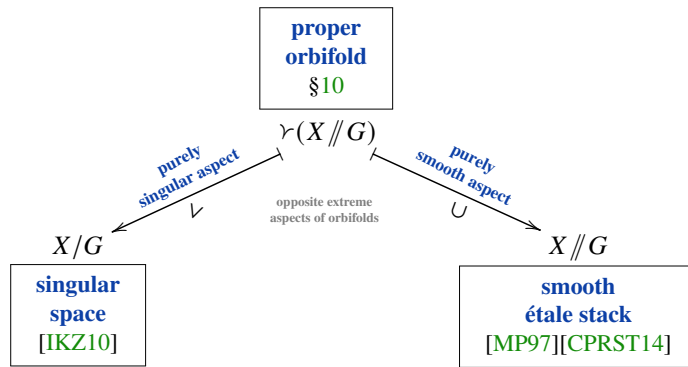 proper
orbifold
§10
⋎(X⫽G)
purely
singular aspect
purely
smooth aspect
opposite extreme
aspects of orbifolds
<
∪
X/G
X⫽G
singular
space
[IKZ10]
smooth
étale stack
[MP97][CPRST14]